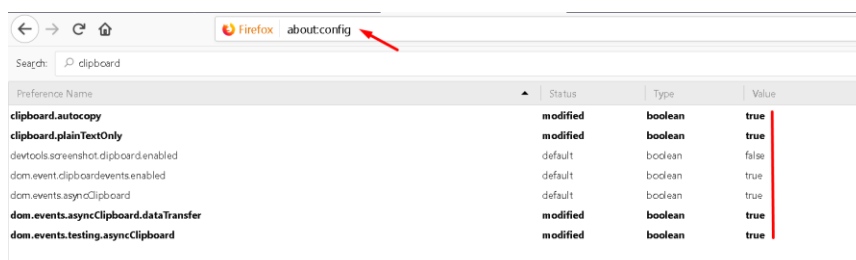 Firefox about:config
Search: clipboard
Preference Name Status Type Value
clipboard.autocopy modified boolean true
clipboard.plainTextOnly modified boolean true
devtools.screenshot.clipboard.enabled default boolean false
dom.event.clipboardevents.enabled default boolean true
dom.events.asyncClipboard default boolean true
dom.events.asyncClipboard.dataTransfer modified boolean true
dom.events.testing.asyncClipboard modified boolean true